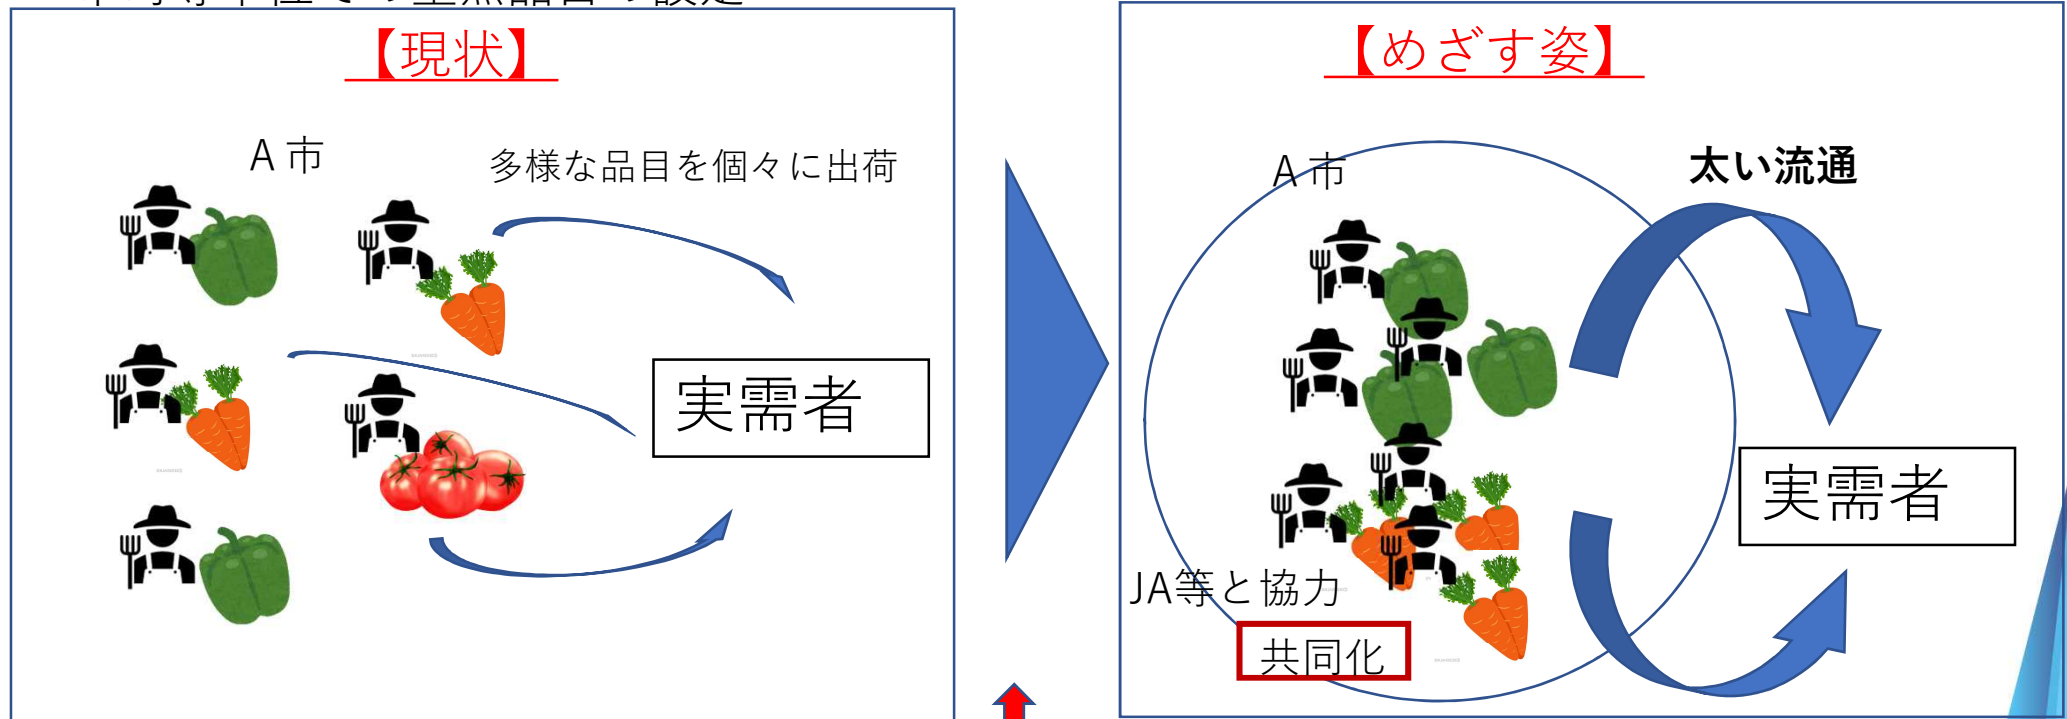 【現状】
A市
多様な品目を個々に出荷
実需者
【めざす姿】
A市
太い流通
実需者
JA等と協力
共同化